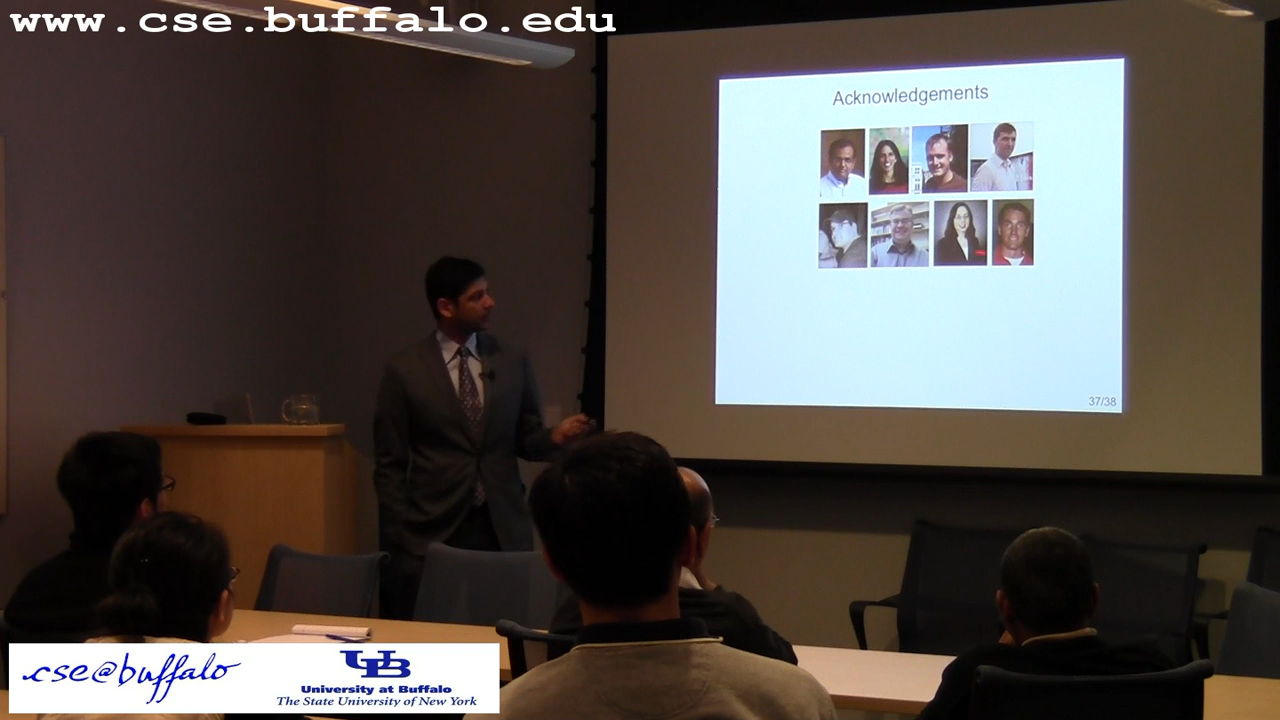 www.cse.buffalo.edu
Acknowledgements
37/38
cse@buffalo
UB
University at Buffalo
The State University of New York